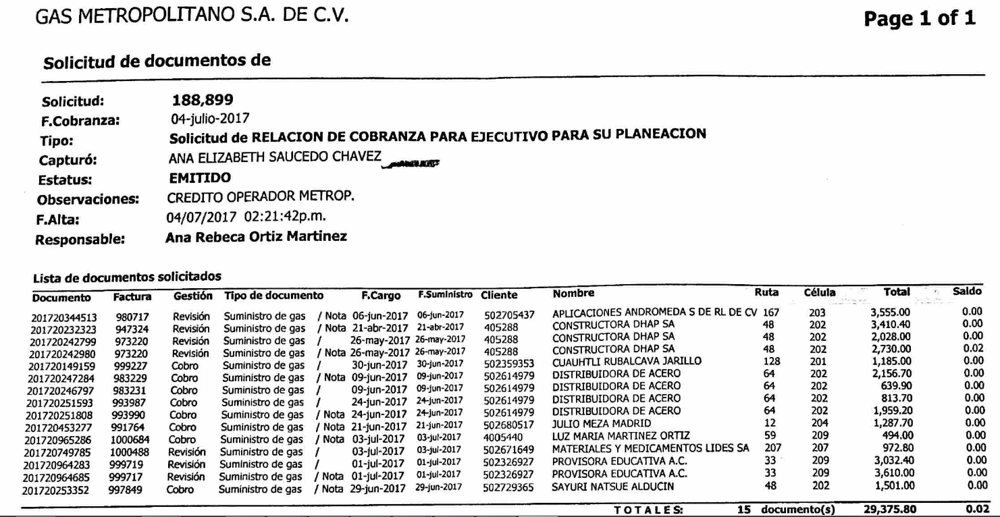 GAS METROPOLITANO S.A. DE C.V. Page 1 of 1
Solicitud de documentos de
Solicitud: 188,899
F.Cobranza: 04-julio-2017
Tipo: Solicitud de RELACION DE COBRANZA PARA EJECUTIVO PARA SU PLANEACION
Capturó: ANA ELIZABETH SAUCEDO CHAVEZ
Estatus: EMITIDO
Observaciones: CREDITO OPERADOR METROP.
F.Alta: 04/07/2017 02:21:42p.m.
Responsable: Ana Rebeca Ortiz Martinez
Lista de documentos solicitados
Documento Factura Gestión Tipo de documento F.Cargo F.Suministro Cliente Nombre Ruta Célula Total Saldo
201720344513 980717 Revisión Suministro de gas / Nota 06-jun-2017 06-jun-2017 502705437 APLICACIONES ANDROMEDA S DE RL DE CV 167 203 3,555.00 0.00
201720232323 947324 Revisión Suministro de gas / Nota 21-abr-2017 21-abr-2017 405288 CONSTRUCTORA DHAP SA 48 202 3,410.40 0.00
201720242799 973220 Revisión Suministro de gas / 26-may-2017 26-may-2017 405288 CONSTRUCTORA DHAP SA 48 202 2,028.00 0.00
201720242980 973220 Revisión Suministro de gas / Nota 26-may-2017 26-may-2017 405288 CONSTRUCTORA DHAP SA 48 202 2,730.00 0.02
201720149159 999227 Cobro Suministro de gas / 30-jun-2017 30-jun-2017 502359353 CUAUHTLI RUBALCAVA JARILLO 128 201 1,185.00 0.00
201720247284 983229 Cobro Suministro de gas / Nota 09-jun-2017 09-jun-2017 502614979 DISTRIBUIDORA DE ACERO 64 202 2,156.70 0.00
201720246797 983231 Cobro Suministro de gas / 09-jun-2017 09-jun-2017 502614979 DISTRIBUIDORA DE ACERO 64 202 639.90 0.00
201720251593 993987 Cobro Suministro de gas / 24-jun-2017 24-jun-2017 502614979 DISTRIBUIDORA DE ACERO 64 202 813.70 0.00
201720251808 993990 Cobro Suministro de gas / Nota 24-jun-2017 24-jun-2017 502614979 DISTRIBUIDORA DE ACERO 64 202 1,959.20 0.00
201720453277 991764 Cobro Suministro de gas / Nota 21-jun-2017 21-jun-2017 502680517 JULIO MEZA MADRID 12 204 1,287.70 0.00
201720965286 1000684 Cobro Suministro de gas / Nota 03-jul-2017 03-jul-2017 4005440 LUZ MARIA MARTINEZ ORTIZ 59 209 494.00 0.00
201720749785 1000488 Revisión Suministro de gas / 03-jul-2017 03-jul-2017 502671649 MATERIALES Y MEDICAMENTOS LIDES SA 207 207 972.80 0.00
201720964283 999719 Revisión Suministro de gas / 01-jul-2017 01-jul-2017 502326927 PROVISORA EDUCATIVA A.C. 33 209 3,032.40 0.00
201720964685 999717 Revisión Suministro de gas / Nota 01-jul-2017 01-jul-2017 502326927 PROVISORA EDUCATIVA A.C. 33 209 3,610.00 0.00
201720253352 997849 Cobro Suministro de gas / Nota 29-jun-2017 29-jun-2017 502729365 SAYURI NATSUE ALDUCIN 48 202 1,501.00 0.00
TOTALES: 15 documento(s) 29,375.80 0.02